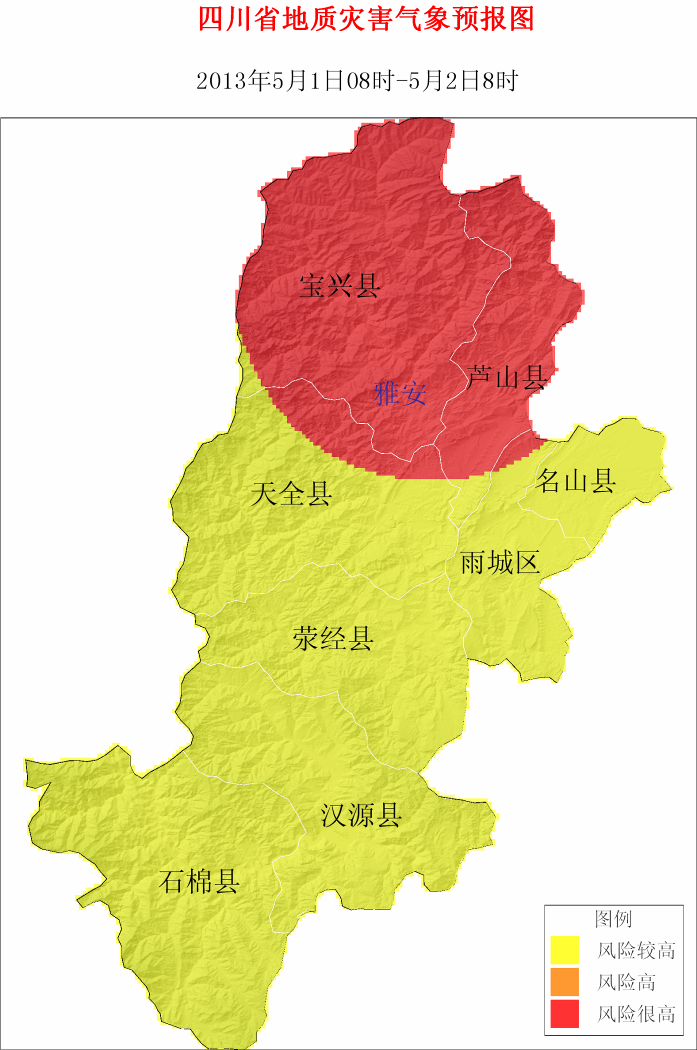 四川省地质灾害气象预报图
2013年5月1日08时-5月2日8时
宝兴县
芦山县
雅安
名山县
天全县
雨城区
荥经县
汉源县
石棉县
图例
风险较高
风险高
风险很高